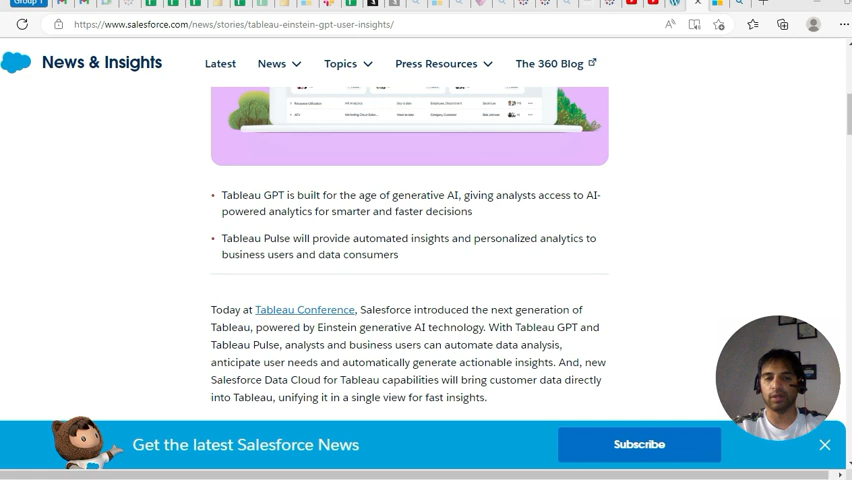 Group 1
https://www.salesforce.com/news/stories/tableau-einstein-gpt-user-insights/
News & Insights
Latest
News
Topics
Press Resources
The 360 Blog
• Tableau GPT is built for the age of generative AI, giving analysts access to AI-
powered analytics for smarter and faster decisions
• Tableau Pulse will provide automated insights and personalized analytics to
business users and data consumers
Today at Tableau Conference, Salesforce introduced the next generation of
Tableau, powered by Einstein generative AI technology. With Tableau GPT and
Tableau Pulse, analysts and business users can automate data analysis,
anticipate user needs and automatically generate actionable insights. And, new
Salesforce Data Cloud for Tableau capabilities will bring customer data directly
into Tableau, unifying it in a single view for fast insights.
Get the latest Salesforce News
Subscribe